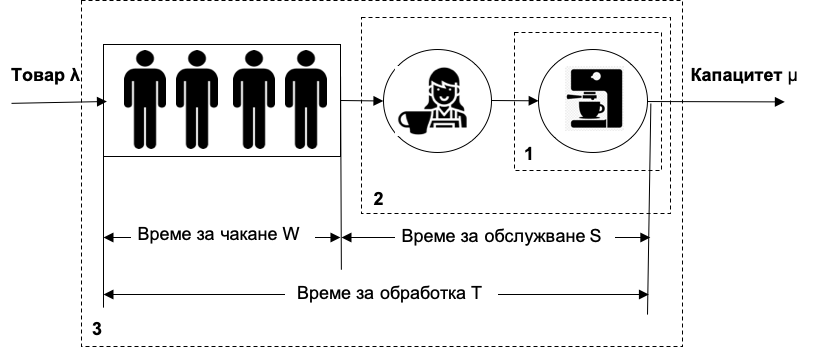 Товар λ
Капацитет μ
1
2
Време за чакане W
Време за обслужване S
Време за обработка T
3